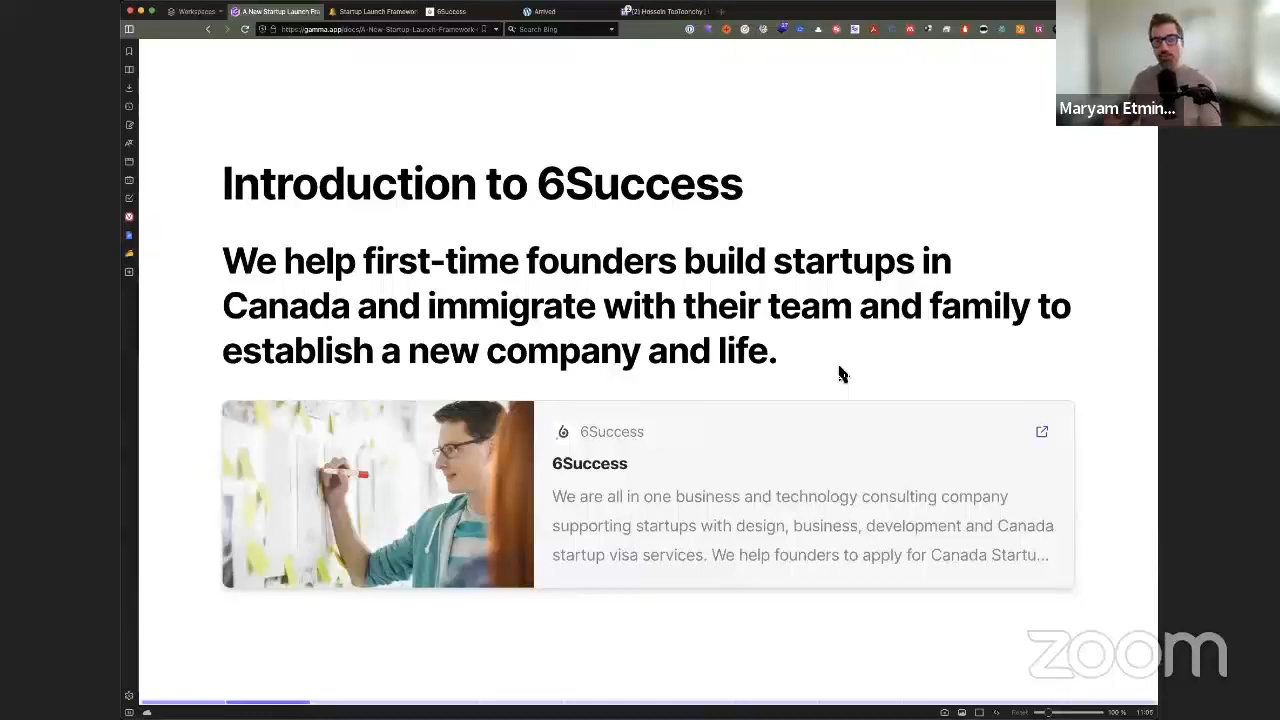 Workspaces
A New Startup Launch Fra
Startup Launch Framewor
6Success
Arrived
(2) Hossein TooToonchy |
https://gamma.app/docs/A-New-Startup-Launch-Framework-
Search Bing
Maryam Etmin...
Introduction to 6Success
We help first-time founders build startups in
Canada and immigrate with their team and family to
establish a new company and life.
6Success
6Success
We are all in one business and technology consulting company
supporting startups with design, business, development and Canada
startup visa services. We help founders to apply for Canada Startu...
zoom
Reset
100 %